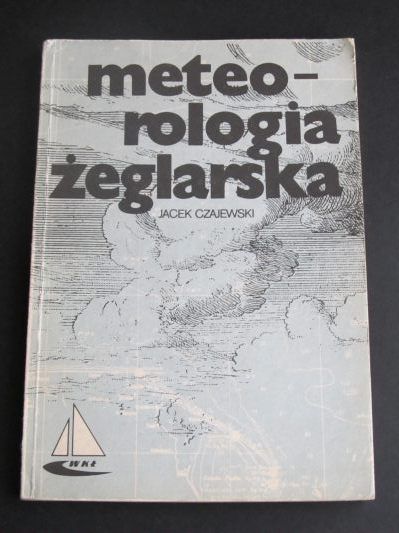 meteo-
rologia
żeglarska
JACEK CZAJEWSKI
WKŁ